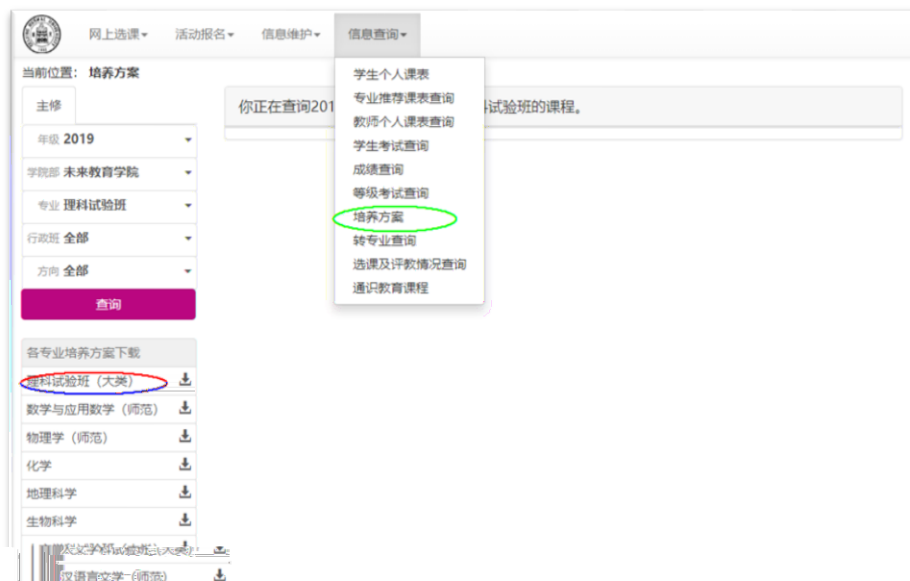 网上选课 活动报名 信息维护 信息查询
当前位置: 培养方案
主修
年级 2019
学院部 未来教育学院
专业 理科试验班
行政班 全部
方向 全部
查询
各专业培养方案下载
理科试验班（大类）
数学与应用数学（师范）
物理学（师范）
化学
地理科学
生物科学
汉语言文学（师范）
你正在查询201
科试验班的课程。
学生个人课表
专业推荐课表查询
教师个人课表查询
学生考试查询
成绩查询
等级考试查询
培养方案
转专业查询
选课及评教情况查询
通识教育课程